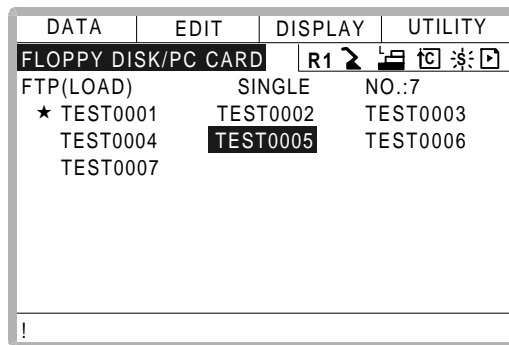 DATA EDIT DISPLAY UTILITY
FLOPPY DISK/PC CARD R1 L C S
FTP(LOAD) SINGLE NO.:7
★ TEST0001 TEST0002 TEST0003
TEST0004 TEST0005 TEST0006
TEST0007
!